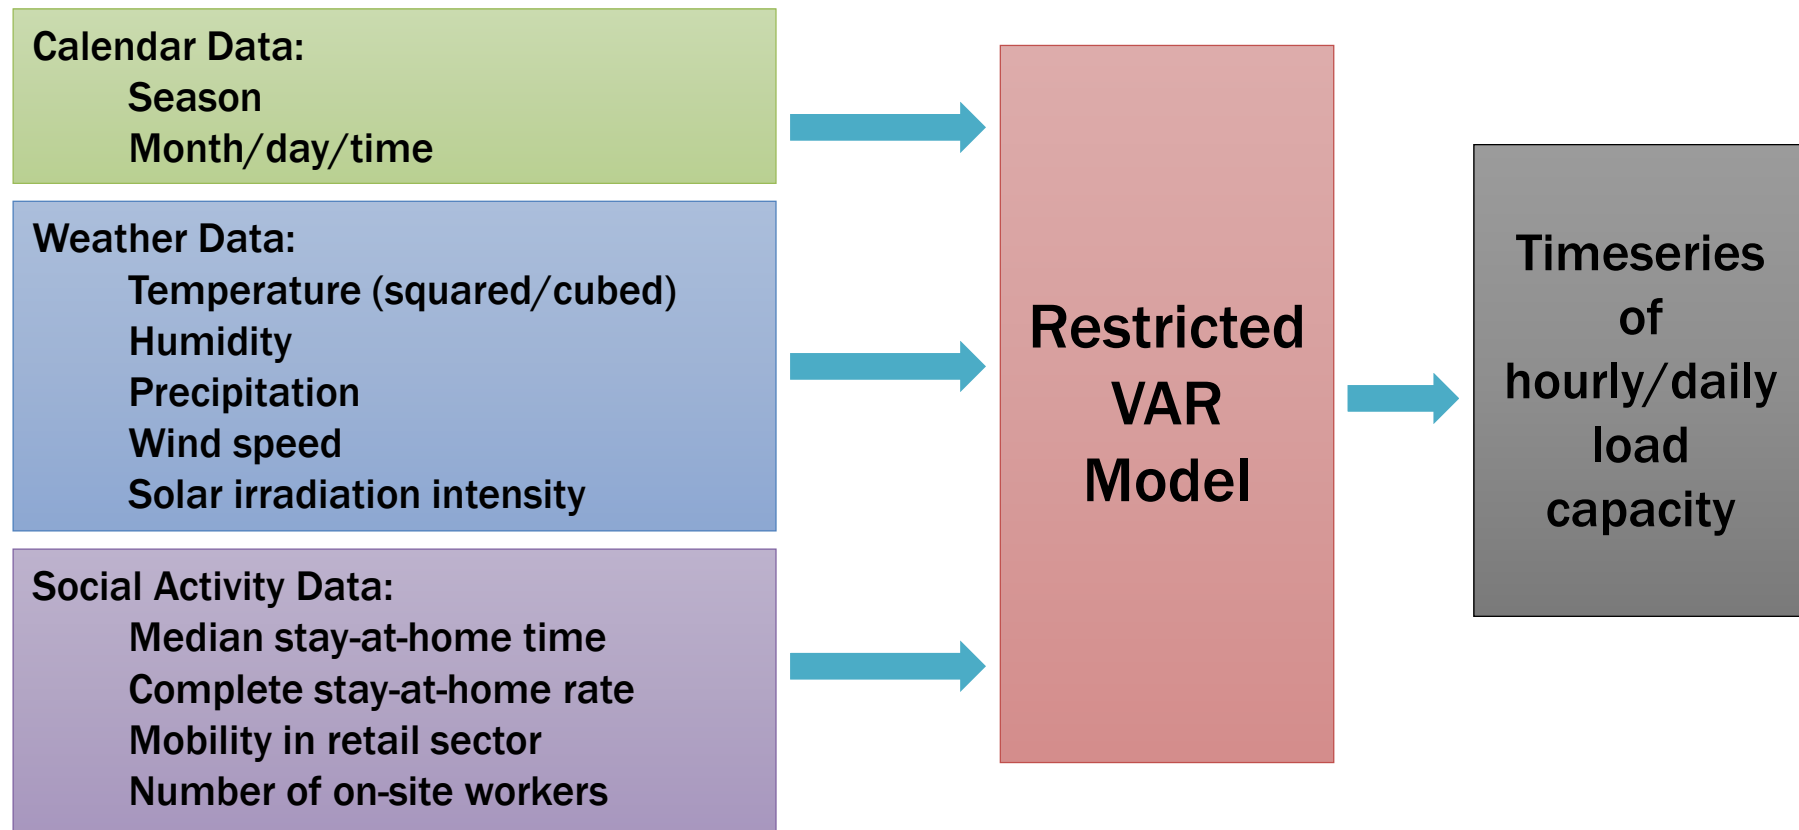 Calendar Data:
Season
Month/day/time
Weather Data:
Temperature (squared/cubed)
Humidity
Precipitation
Wind speed
Solar irradiation intensity
Social Activity Data:
Median stay-at-home time
Complete stay-at-home rate
Mobility in retail sector
Number of on-site workers
Restricted
VAR
Model
Timeseries
of
hourly/daily
load
capacity